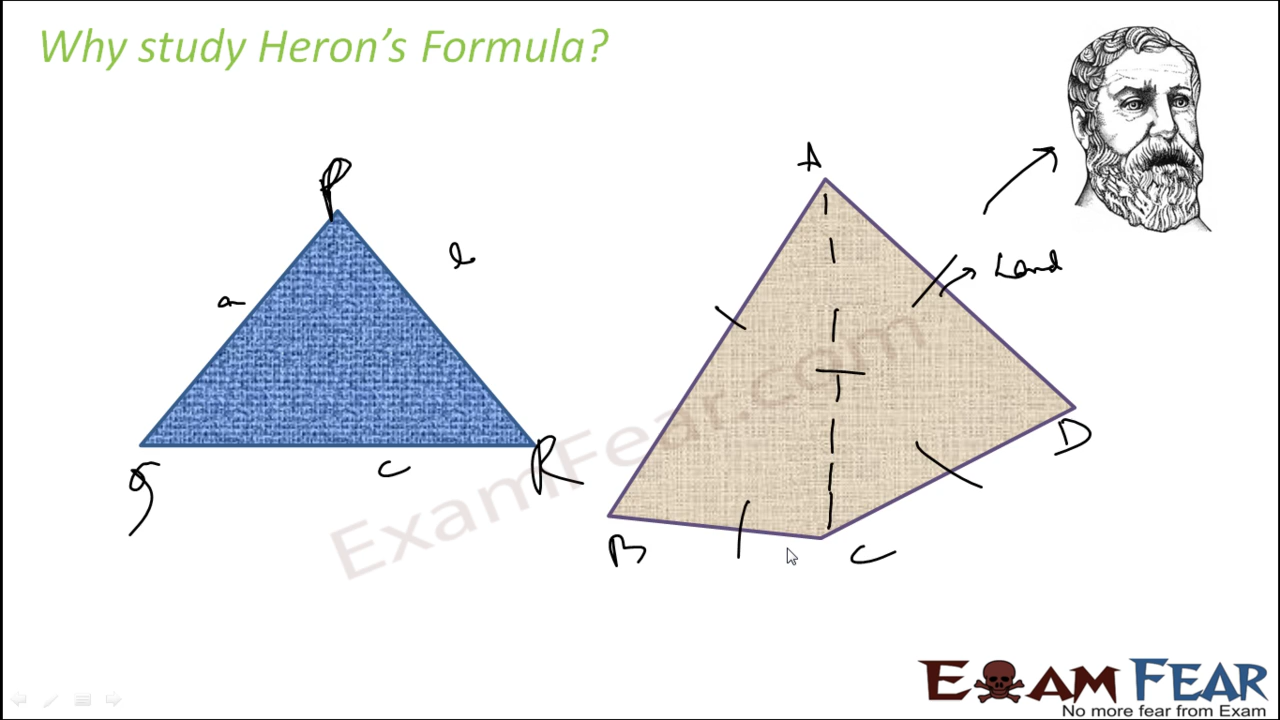 Why study Heron's Formula?
P
a
b
c
R
A
Land
D
B
C
ExamFear.com
EXAM FEAR
No more fear from Exam